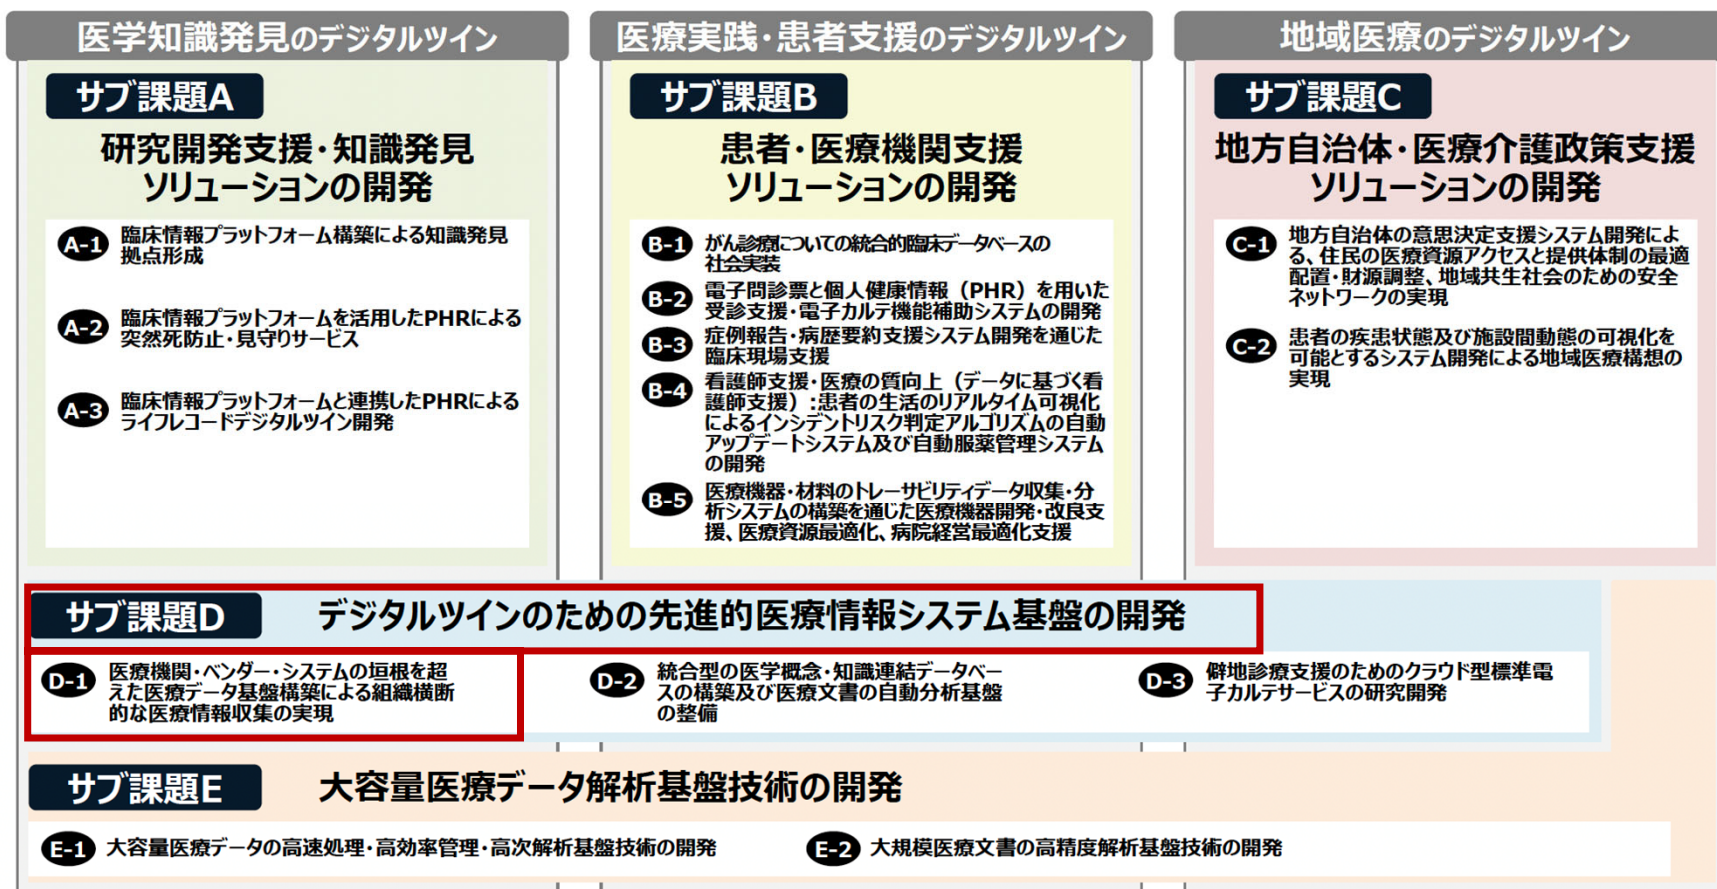 医学知識発見のデジタルツイン
医療実践・患者支援のデジタルツイン
地域医療のデジタルツイン
サブ課題A
研究開発支援・知識発見
ソリューションの開発
A-1 臨床情報プラットフォーム構築による知識発見
拠点形成
A-2 臨床情報プラットフォームを活用したPHRによる
突然死防止・見守りサービス
A-3 臨床情報プラットフォームと連携したPHRによる
ライフレコードデジタルツイン開発
サブ課題B
患者・医療機関支援
ソリューションの開発
B-1 がん診療についての統合的臨床データベースの
社会実装
B-2 電子問診票と個人健康情報（PHR）を用いた
受診支援・電子カルテ機能補助システムの開発
B-3 症例報告・病歴要約支援システム開発を通じた
臨床現場支援
B-4 看護師支援・医療の質向上（データに基づく看
護師支援）：患者の生活のリアルタイム可視化
によるインシデントリスク判定アルゴリズムの自動
アップデートシステム及び自動服薬管理システム
の開発
B-5 医療機器・材料のトレーサビリティデータ収集・分
析システムの構築を通じた医療機器開発・改良支
援、医療資源最適化、病院経営最適化支援
サブ課題C
地方自治体・医療介護政策支援
ソリューションの開発
C-1 地方自治体の意思決定支援システム開発によ
る、住民の医療資源アクセスと提供体制の最適
配置・財源調整、地域共生社会のための安全
ネットワークの実現
C-2 患者の疾患状態及び施設間動態の可視化を
可能とするシステム開発による地域医療構想の
実現
サブ課題D
デジタルツインのための先進的医療情報システム基盤の開発
D-1 医療機関・ベンダー・システムの垣根を超
えた医療データ基盤構築による組織横断
的な医療情報収集の実現
D-2 統合型の医学概念・知識連結データベー
スの構築及び医療文書の自動分析基盤
の整備
D-3 僻地診療支援のためのクラウド型標準電
子カルテサービスの研究開発
サブ課題E
大容量医療データ解析基盤技術の開発
E-1 大容量医療データの高速処理・高効率管理・高次解析基盤技術の開発
E-2 大規模医療文書の高精度解析基盤技術の開発